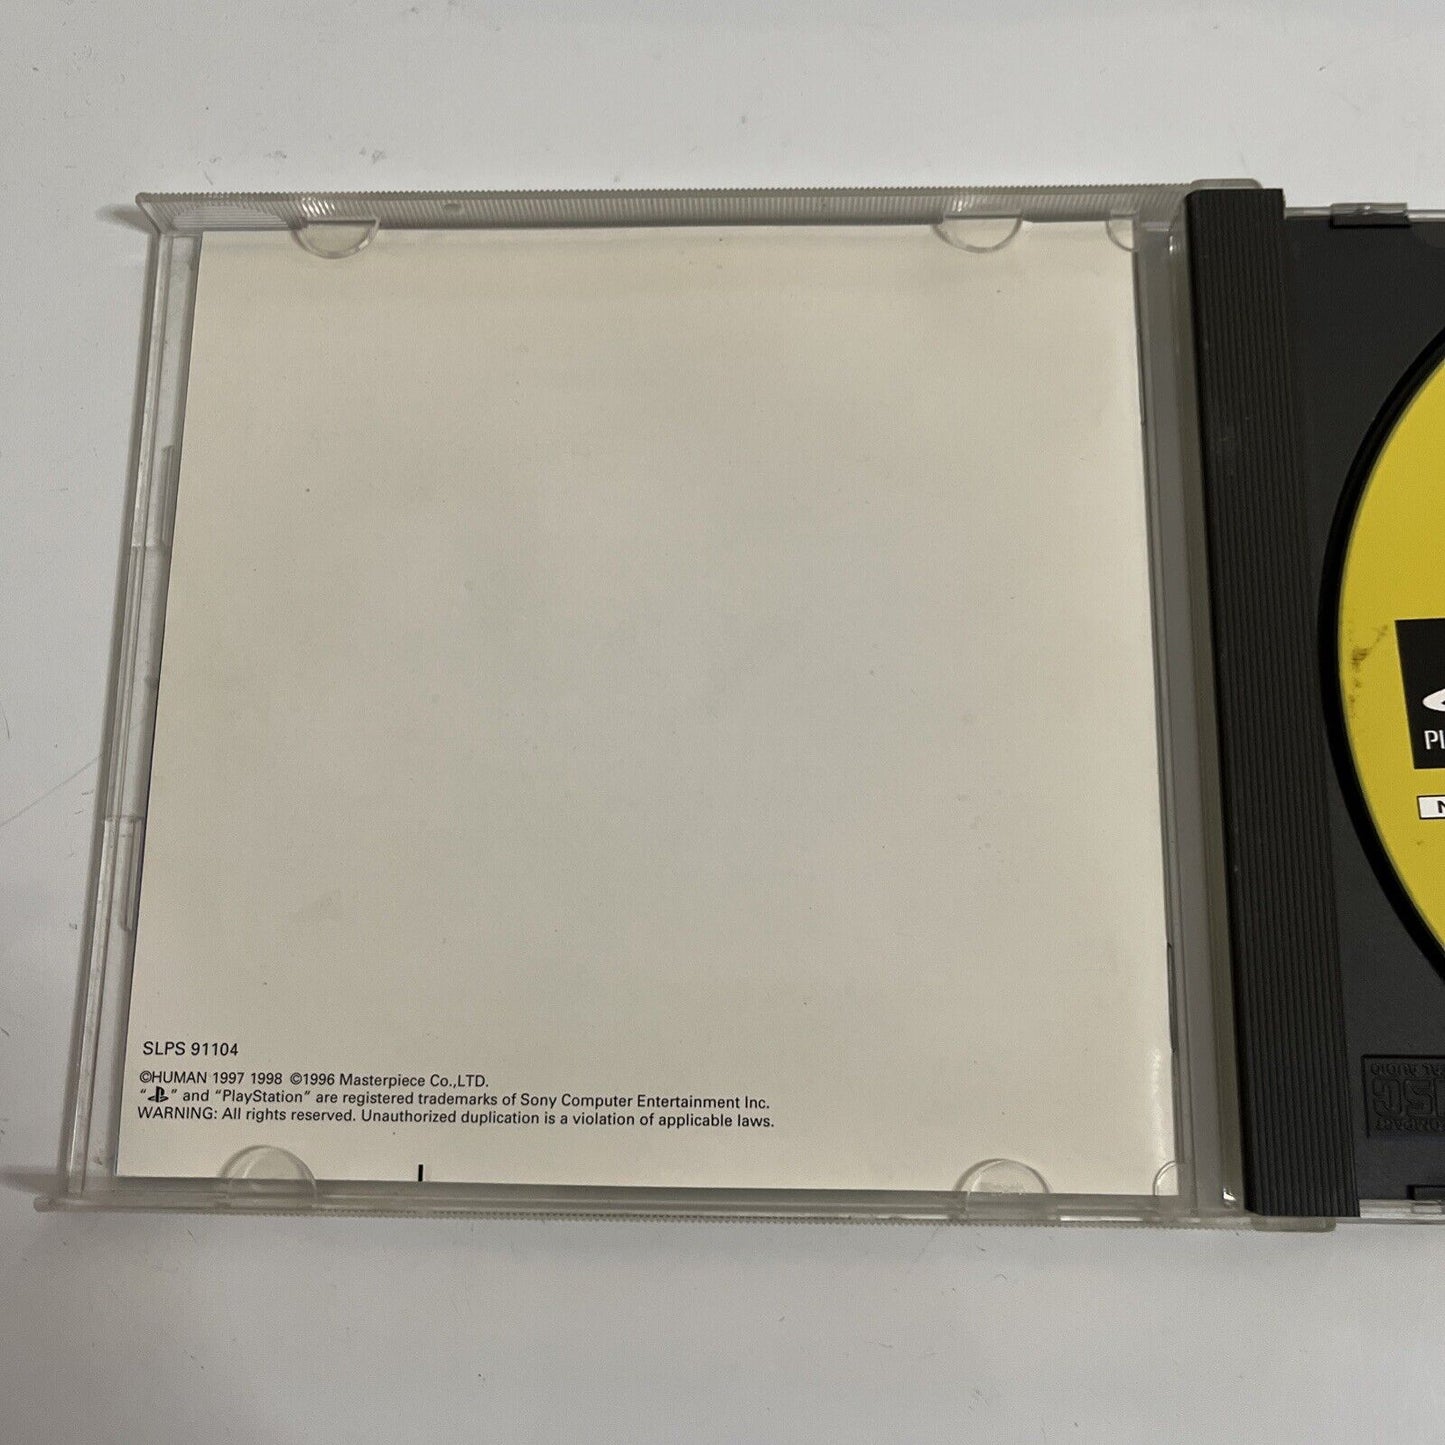 SLPS 91104
©HUMAN 1997 1998 ©1996 Masterpiece Co.,LTD.
“ ” and “PlayStation” are registered trademarks of Sony Computer Entertainment Inc.
WARNING: All rights reserved. Unauthorized duplication is a violation of applicable laws.